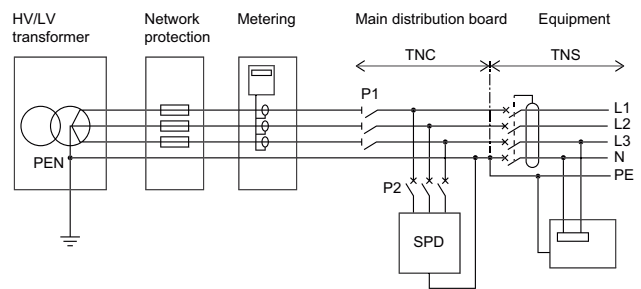 HV/LV
transformer
Network
protection
Metering
Main distribution board
Equipment
TNC
TNS
P1
L1
L2
L3
N
PE
PEN
P2
SPD